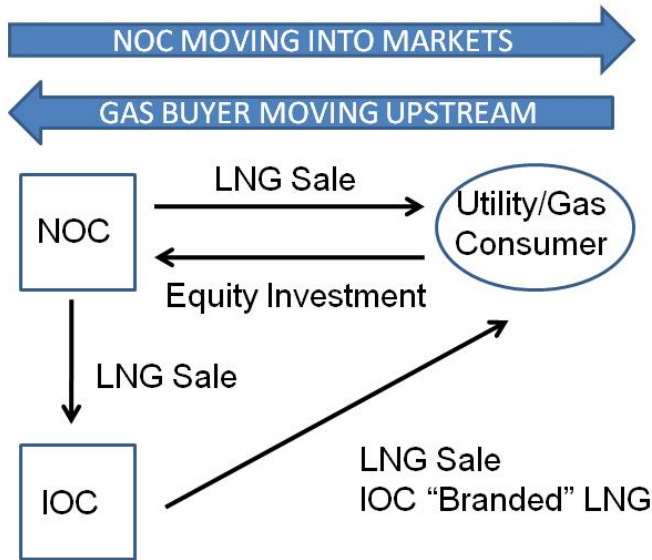 NOC MOVING INTO MARKETS
GAS BUYER MOVING UPSTREAM
LNG Sale
NOC
Utility/Gas
Consumer
Equity Investment
LNG Sale
IOC
LNG Sale
IOC “Branded” LNG